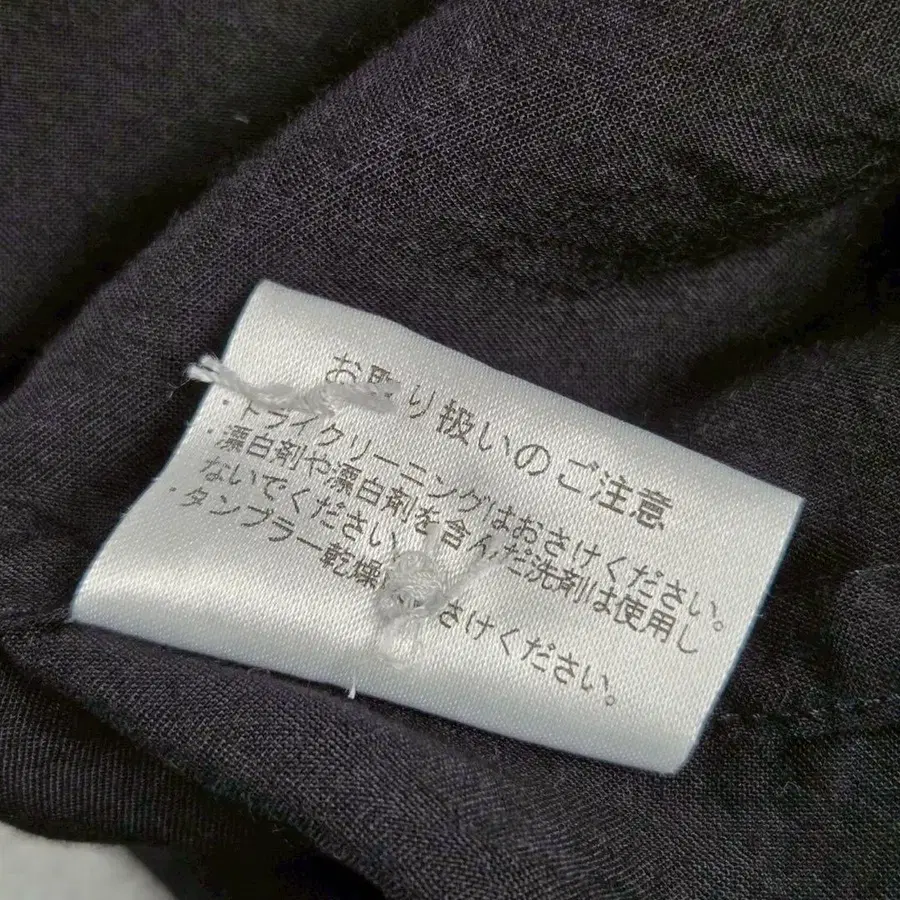 お取り扱いのご注意
・ドライクリーニングはおさけください。
・漂白剤や漂白剤を含んだ洗剤は使用し
ないでください
・タンブラー乾燥 さけください。